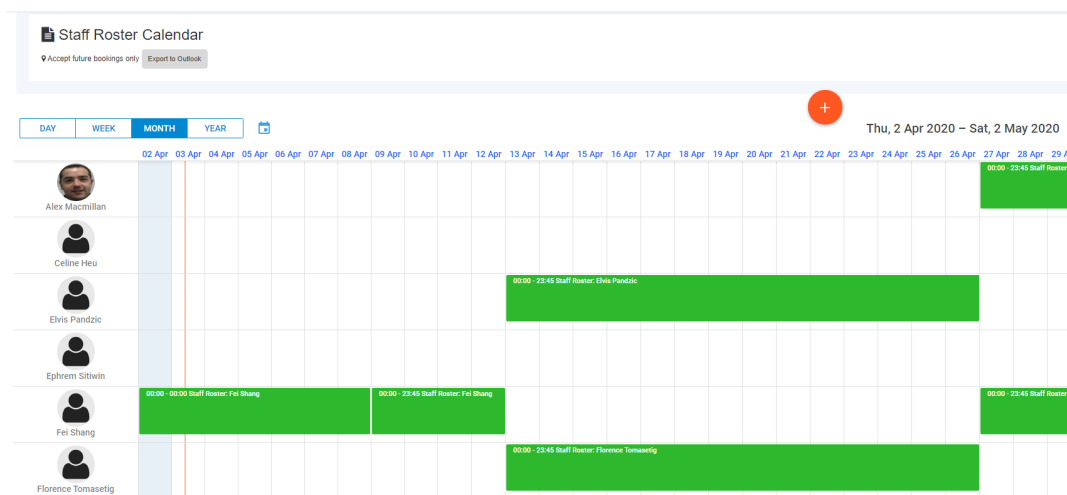 Staff Roster Calendar
Accept future bookings only Export to Outlook
+
DAY WEEK MONTH YEAR Thu, 2 Apr 2020 – Sat, 2 May 2020
02 Apr 03 Apr 04 Apr 05 Apr 06 Apr 07 Apr 08 Apr 09 Apr 10 Apr 11 Apr 12 Apr 13 Apr 14 Apr 15 Apr 16 Apr 17 Apr 18 Apr 19 Apr 20 Apr 21 Apr 22 Apr 23 Apr 24 Apr 25 Apr 26 Apr 27 Apr 28 Apr 29 A
00:00 - 23:45 Staff Roster
Alex Macmillan
Celine Heu
00:00 - 23:45 Staff Roster: Elvis Pandzic
Elvis Pandzic
Ephrem Sitiwin
00:00 - 00:00 Staff Roster: Fei Shang 00:00 - 23:45 Staff Roster: Fei Shang 00:00 - 23:45 Staff Roster
Fei Shang
00:00 - 23:45 Staff Roster: Florence Tomasetig
Florence Tomasetig